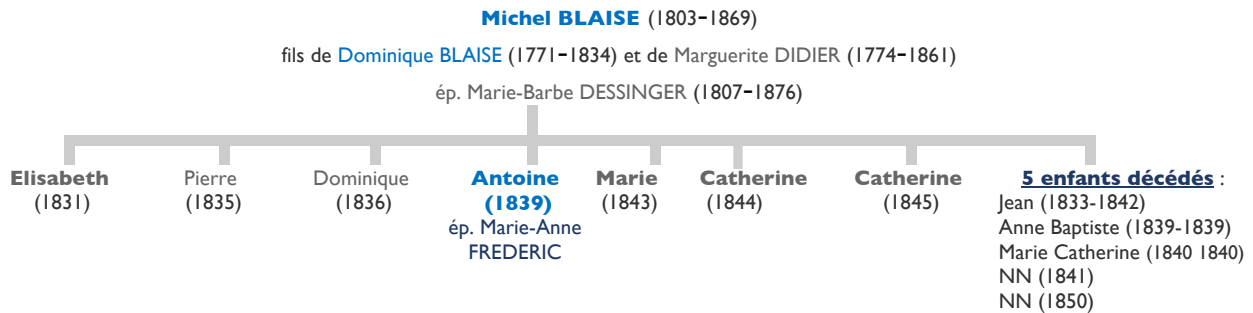 Michel BLAISE (1803-1869)
fils de Dominique BLAISE (1771-1834) et de Marguerite DIDIER (1774-1861)
ép. Marie-Barbe DESSINGER (1807-1876)
Elisabeth
(1831)
Pierre
(1835)
Dominique
(1836)
Antoine
(1839)
ép. Marie-Anne
FREDERIC
Marie
(1843)
Catherine
(1844)
Catherine
(1845)
5 enfants décédés :
Jean (1833-1842)
Anne Baptiste (1839-1839)
Marie Catherine (1840 1840)
NN (1841)
NN (1850)